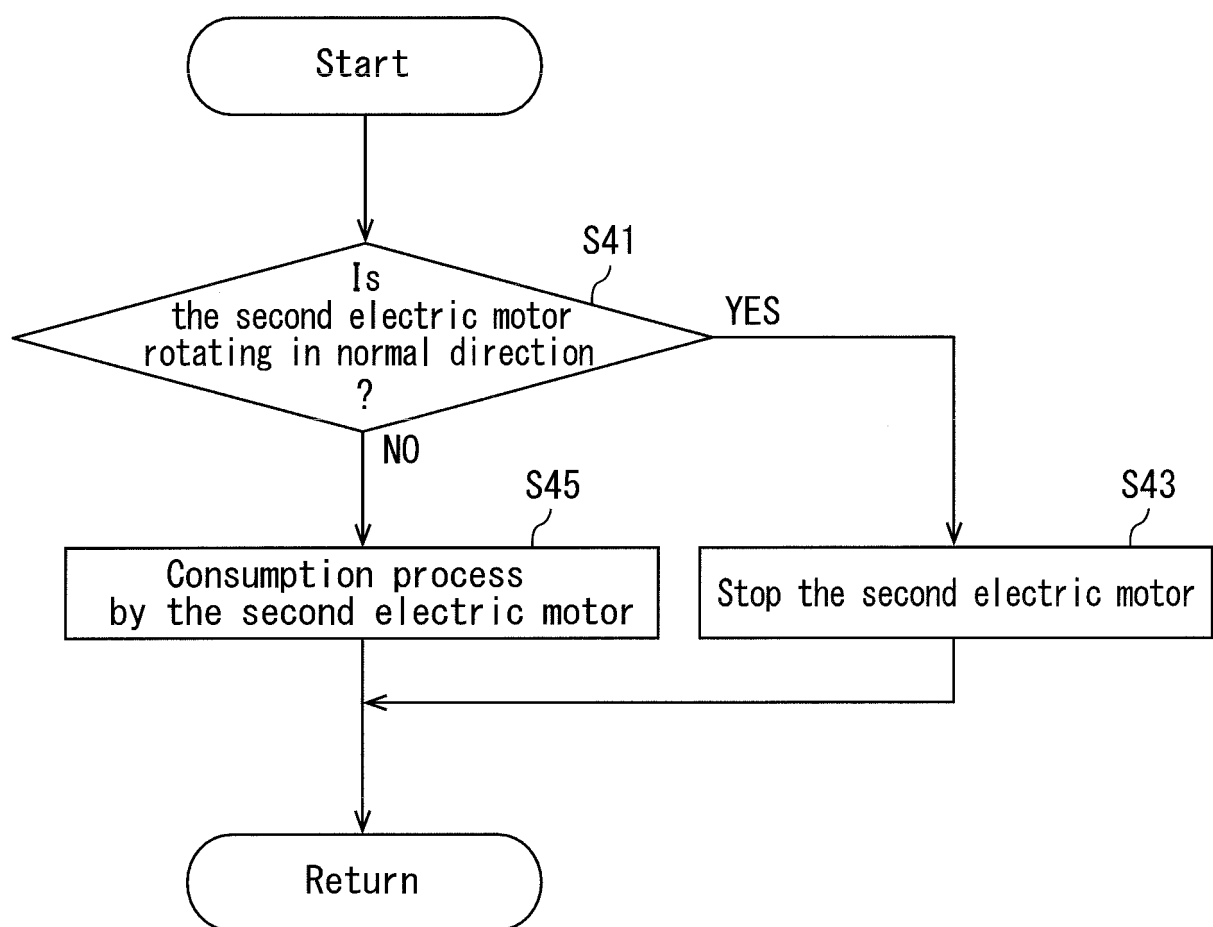 Start
S41
Is
the second electric motor
rotating in normal direction
?
YES
NO
S45
Consumption process
by the second electric motor
S43
Stop the second electric motor
Return